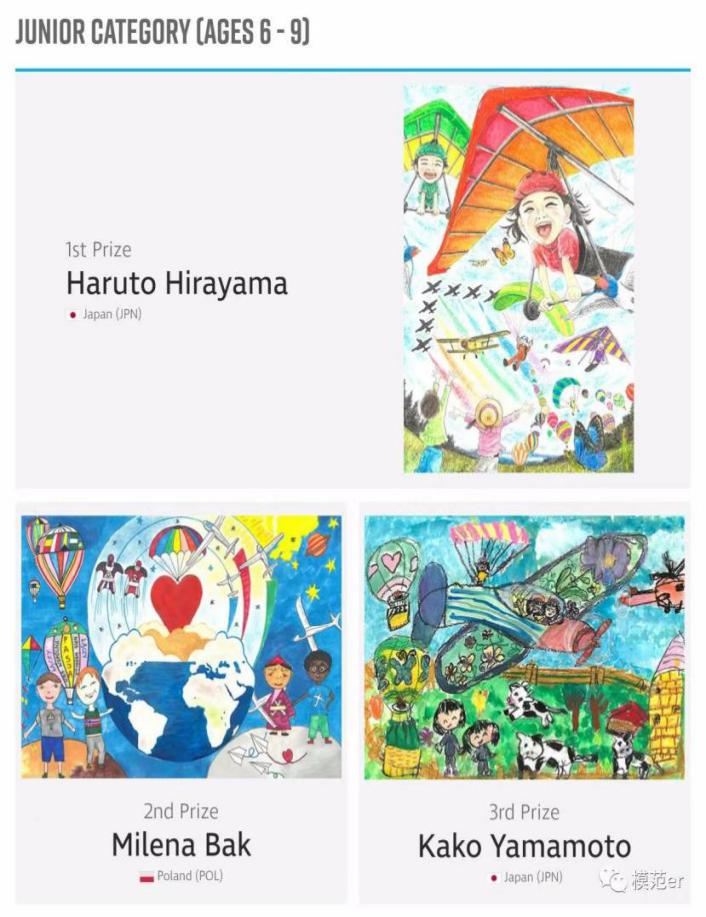 JUNIOR CATEGORY (AGES 6 - 9)
1st Prize
Haruto Hirayama
Japan (JPN)
2nd Prize
Milena Bak
Poland (POL)
3rd Prize
Kako Yamamoto
Japan (JPN)
模范er